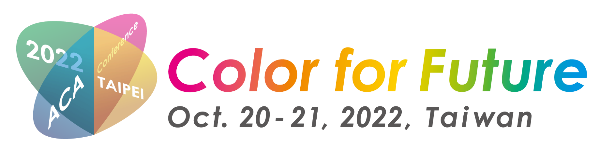 2022
Conference
ACA
TAIPEI
Color for Future
Oct. 20-21, 2022, Taiwan